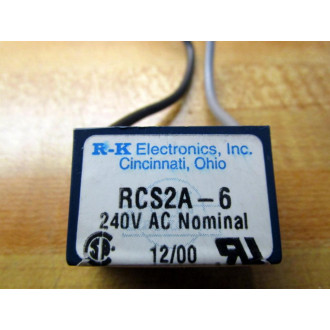 R-K Electronics, Inc.
Cincinnati, Ohio
RCS2A-6
240V AC Nominal
12/00